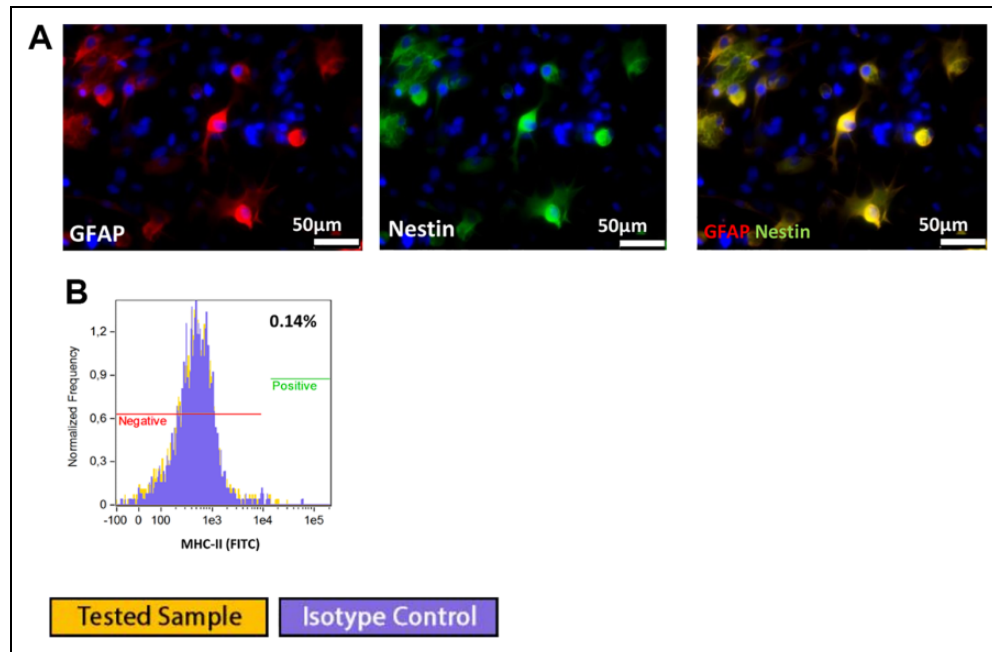 A
GFAP
50µm
Nestin
50µm
GFAP Nestin
50µm
B
0.14%
Normalized Frequency
1,2
0,9
0,6
0,3
0
Positive
Negative
-100 0 100 1e3 1e4 1e5
MHC-II (FITC)
Tested Sample
Isotype Control